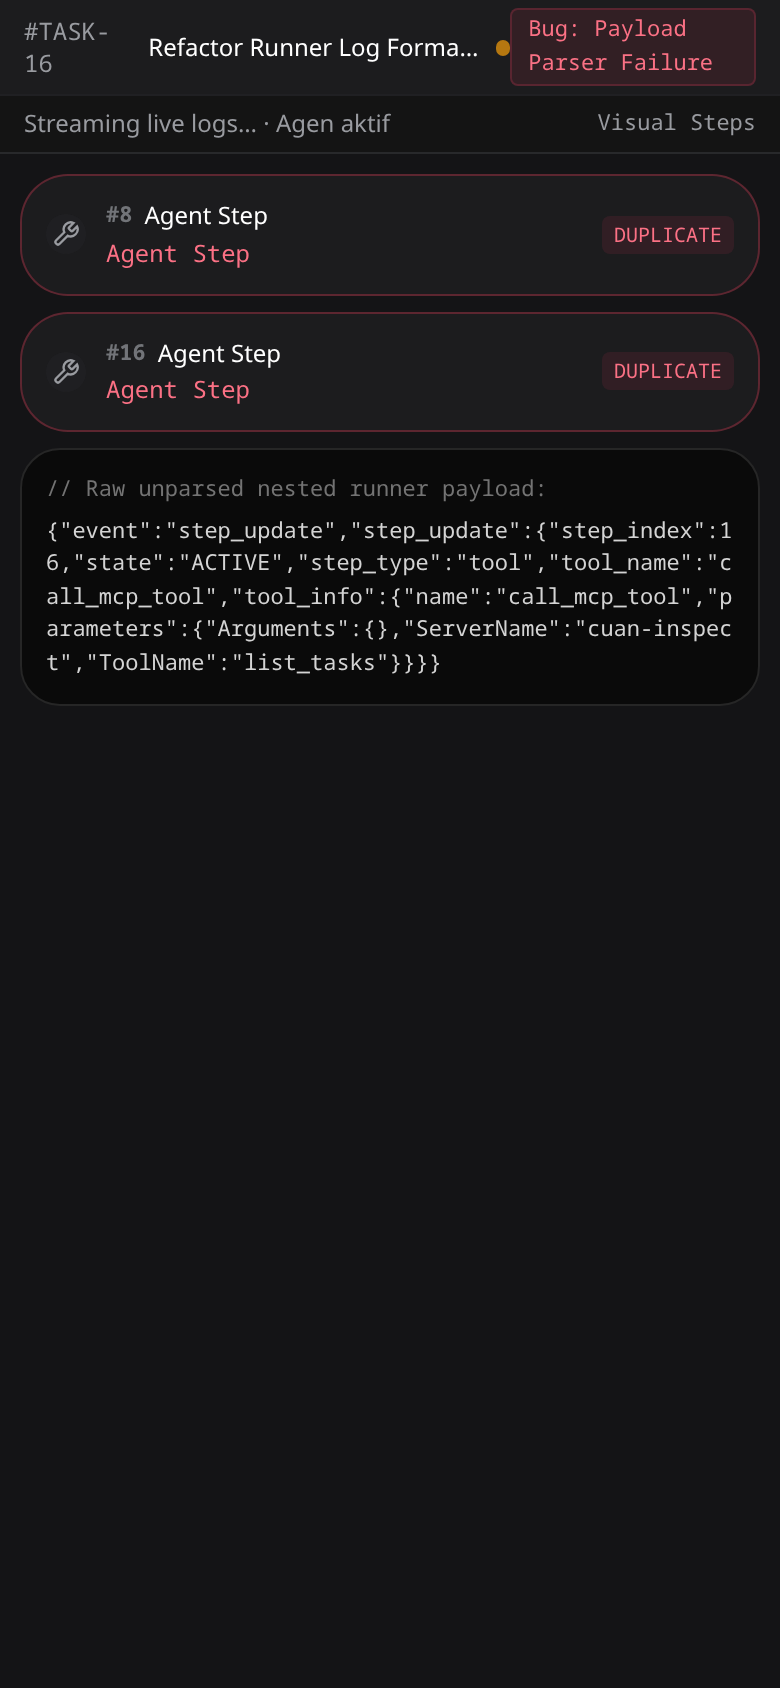 #TASK-
16
Refactor Runner Log Forma...
Bug: Payload
Parser Failure
Streaming live logs... · Agen aktif
Visual Steps
#8 Agent Step
Agent Step
DUPLICATE
#16 Agent Step
Agent Step
DUPLICATE
// Raw unparsed nested runner payload:
{"event":"step_update","step_update":{"step_index":1
6,"state":"ACTIVE","step_type":"tool","tool_name":"c
all_mcp_tool","tool_info":{"name":"call_mcp_tool","p
arameters":{"Arguments":{},"ServerName":"cuan-inspec
t","ToolName":"list_tasks"}}}}